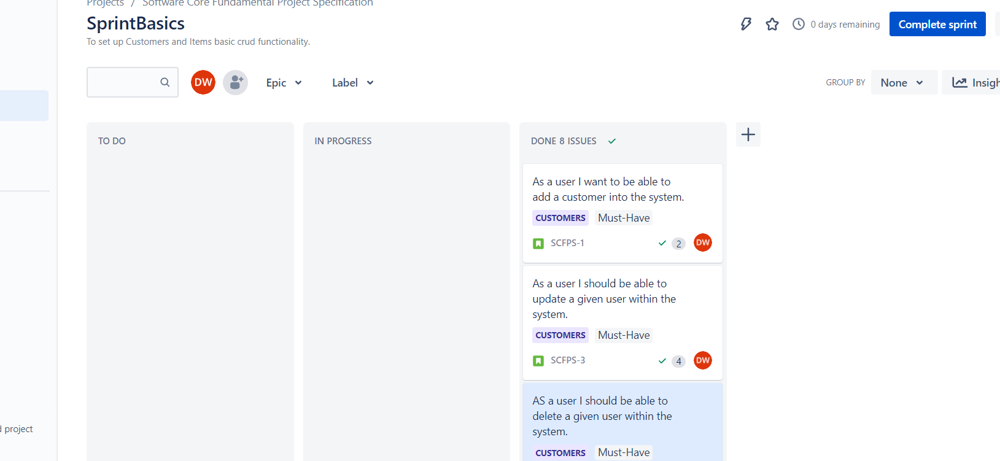 Projects / Software Core Fundamental Project Specification
SprintBasics
0 days remaining
Complete sprint
To set up Customers and Items basic crud functionality.
DW
Epic
Label
GROUP BY
None
Insigh
TO DO
IN PROGRESS
DONE 8 ISSUES
As a user I want to be able to
add a customer into the system.
CUSTOMERS Must-Have
SCFPS-1 2 DW
As a user I should be able to
update a given user within the
system.
CUSTOMERS Must-Have
SCFPS-3 4 DW
AS a user I should be able to
delete a given user within the
system.
CUSTOMERS Must-Have
d project